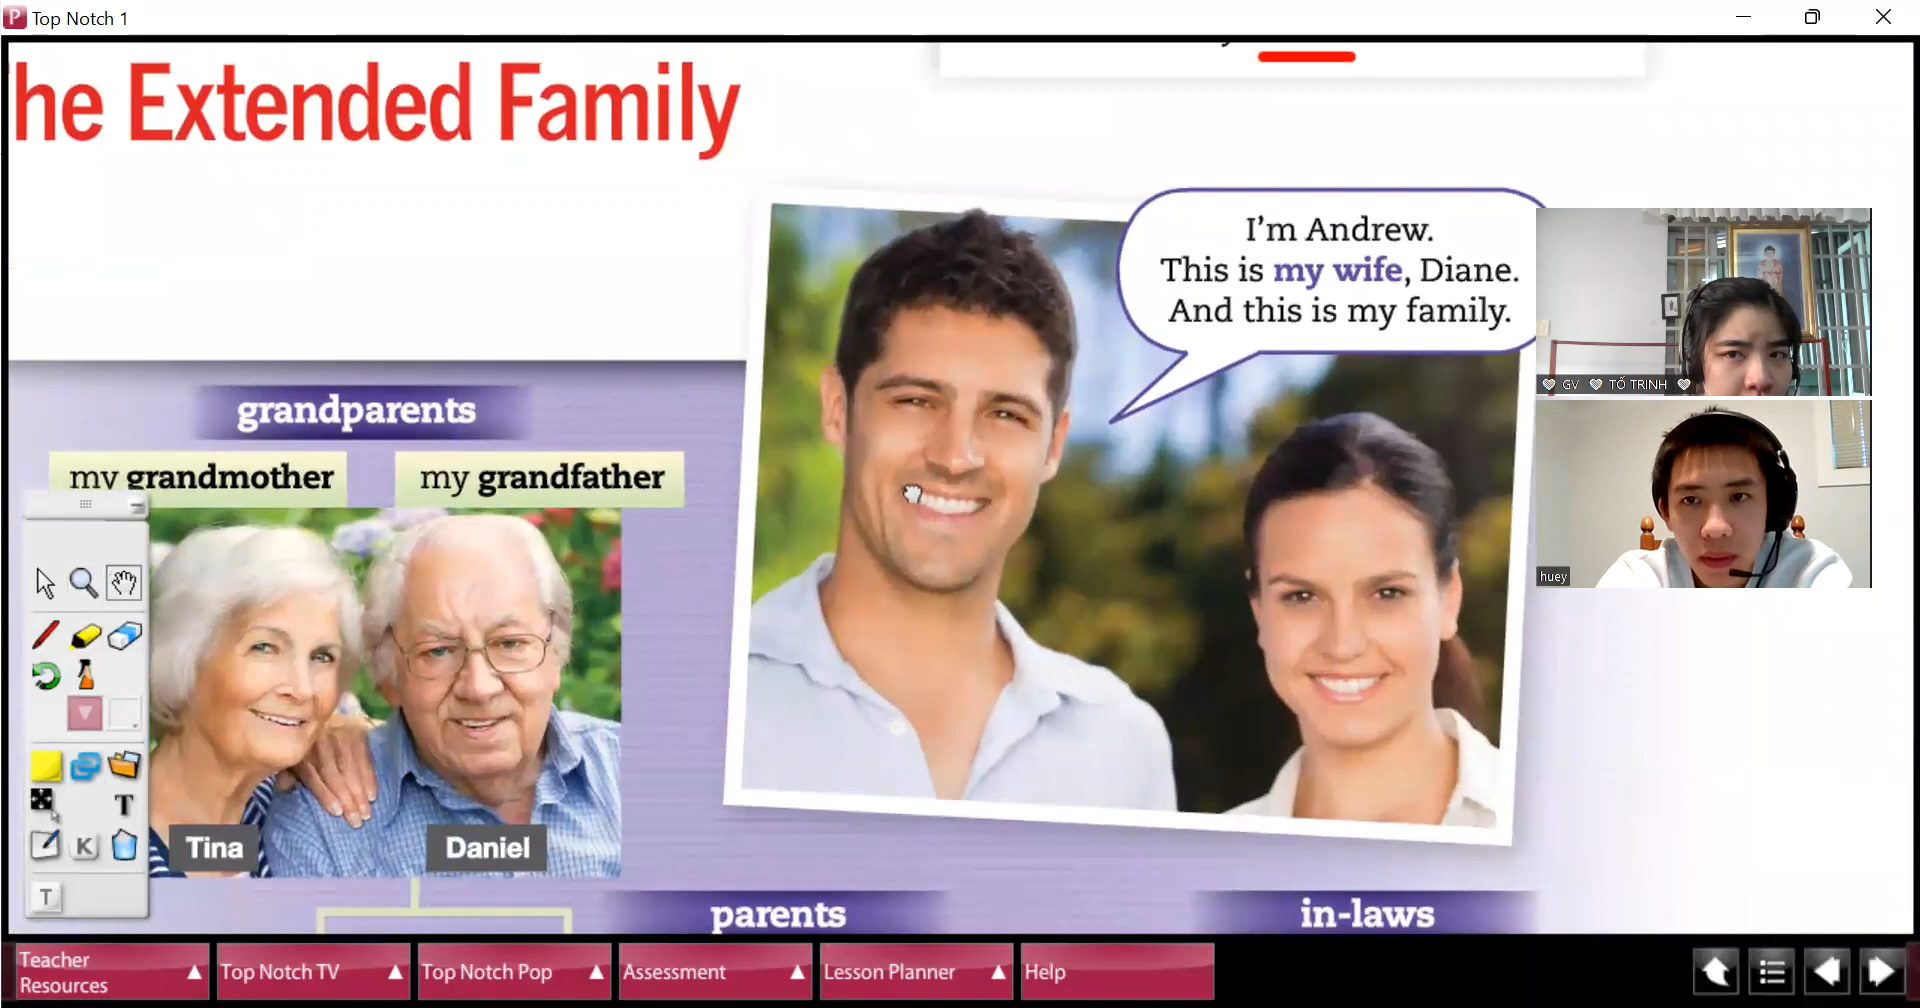 Top Notch 1
he Extended Family
I'm Andrew.
This is my wife, Diane.
And this is my family.
GV TỐ TRINH
huey
grandparents
my grandmother
my grandfather
Tina
Daniel
parents
in-laws
T
K
T
Teacher
Resources
Top Notch TV
Top Notch Pop
Assessment
Lesson Planner
Help